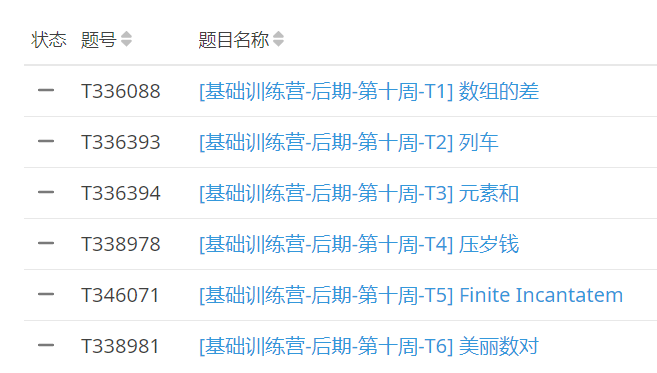 状态 题号 题目名称
T336088 [基础训练营-后期-第十周-T1] 数组的差
T336393 [基础训练营-后期-第十周-T2] 列车
T336394 [基础训练营-后期-第十周-T3] 元素和
T338978 [基础训练营-后期-第十周-T4] 压岁钱
T346071 [基础训练营-后期-第十周-T5] Finite Incantatem
T338981 [基础训练营-后期-第十周-T6] 美丽数对